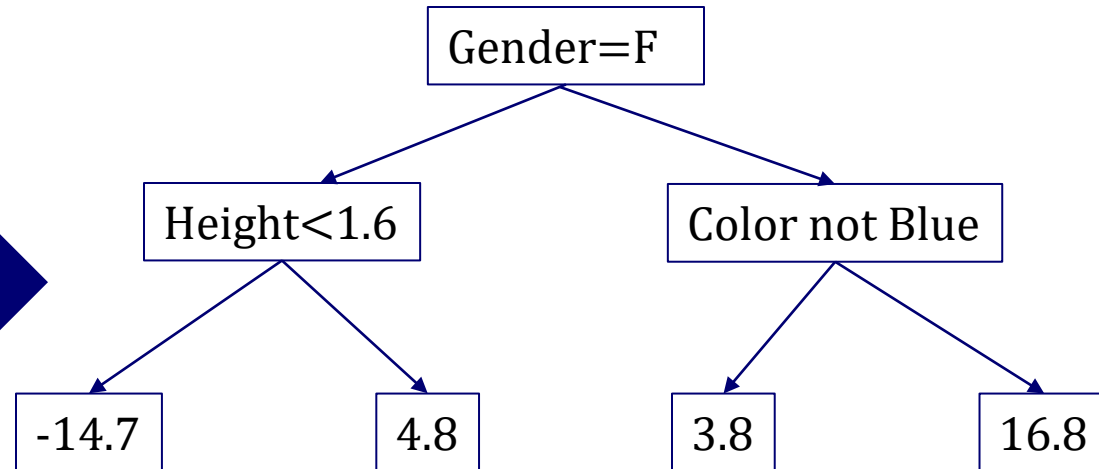 Gender=F
Height<1.6
Color not Blue
-14.7
4.8
3.8
16.8